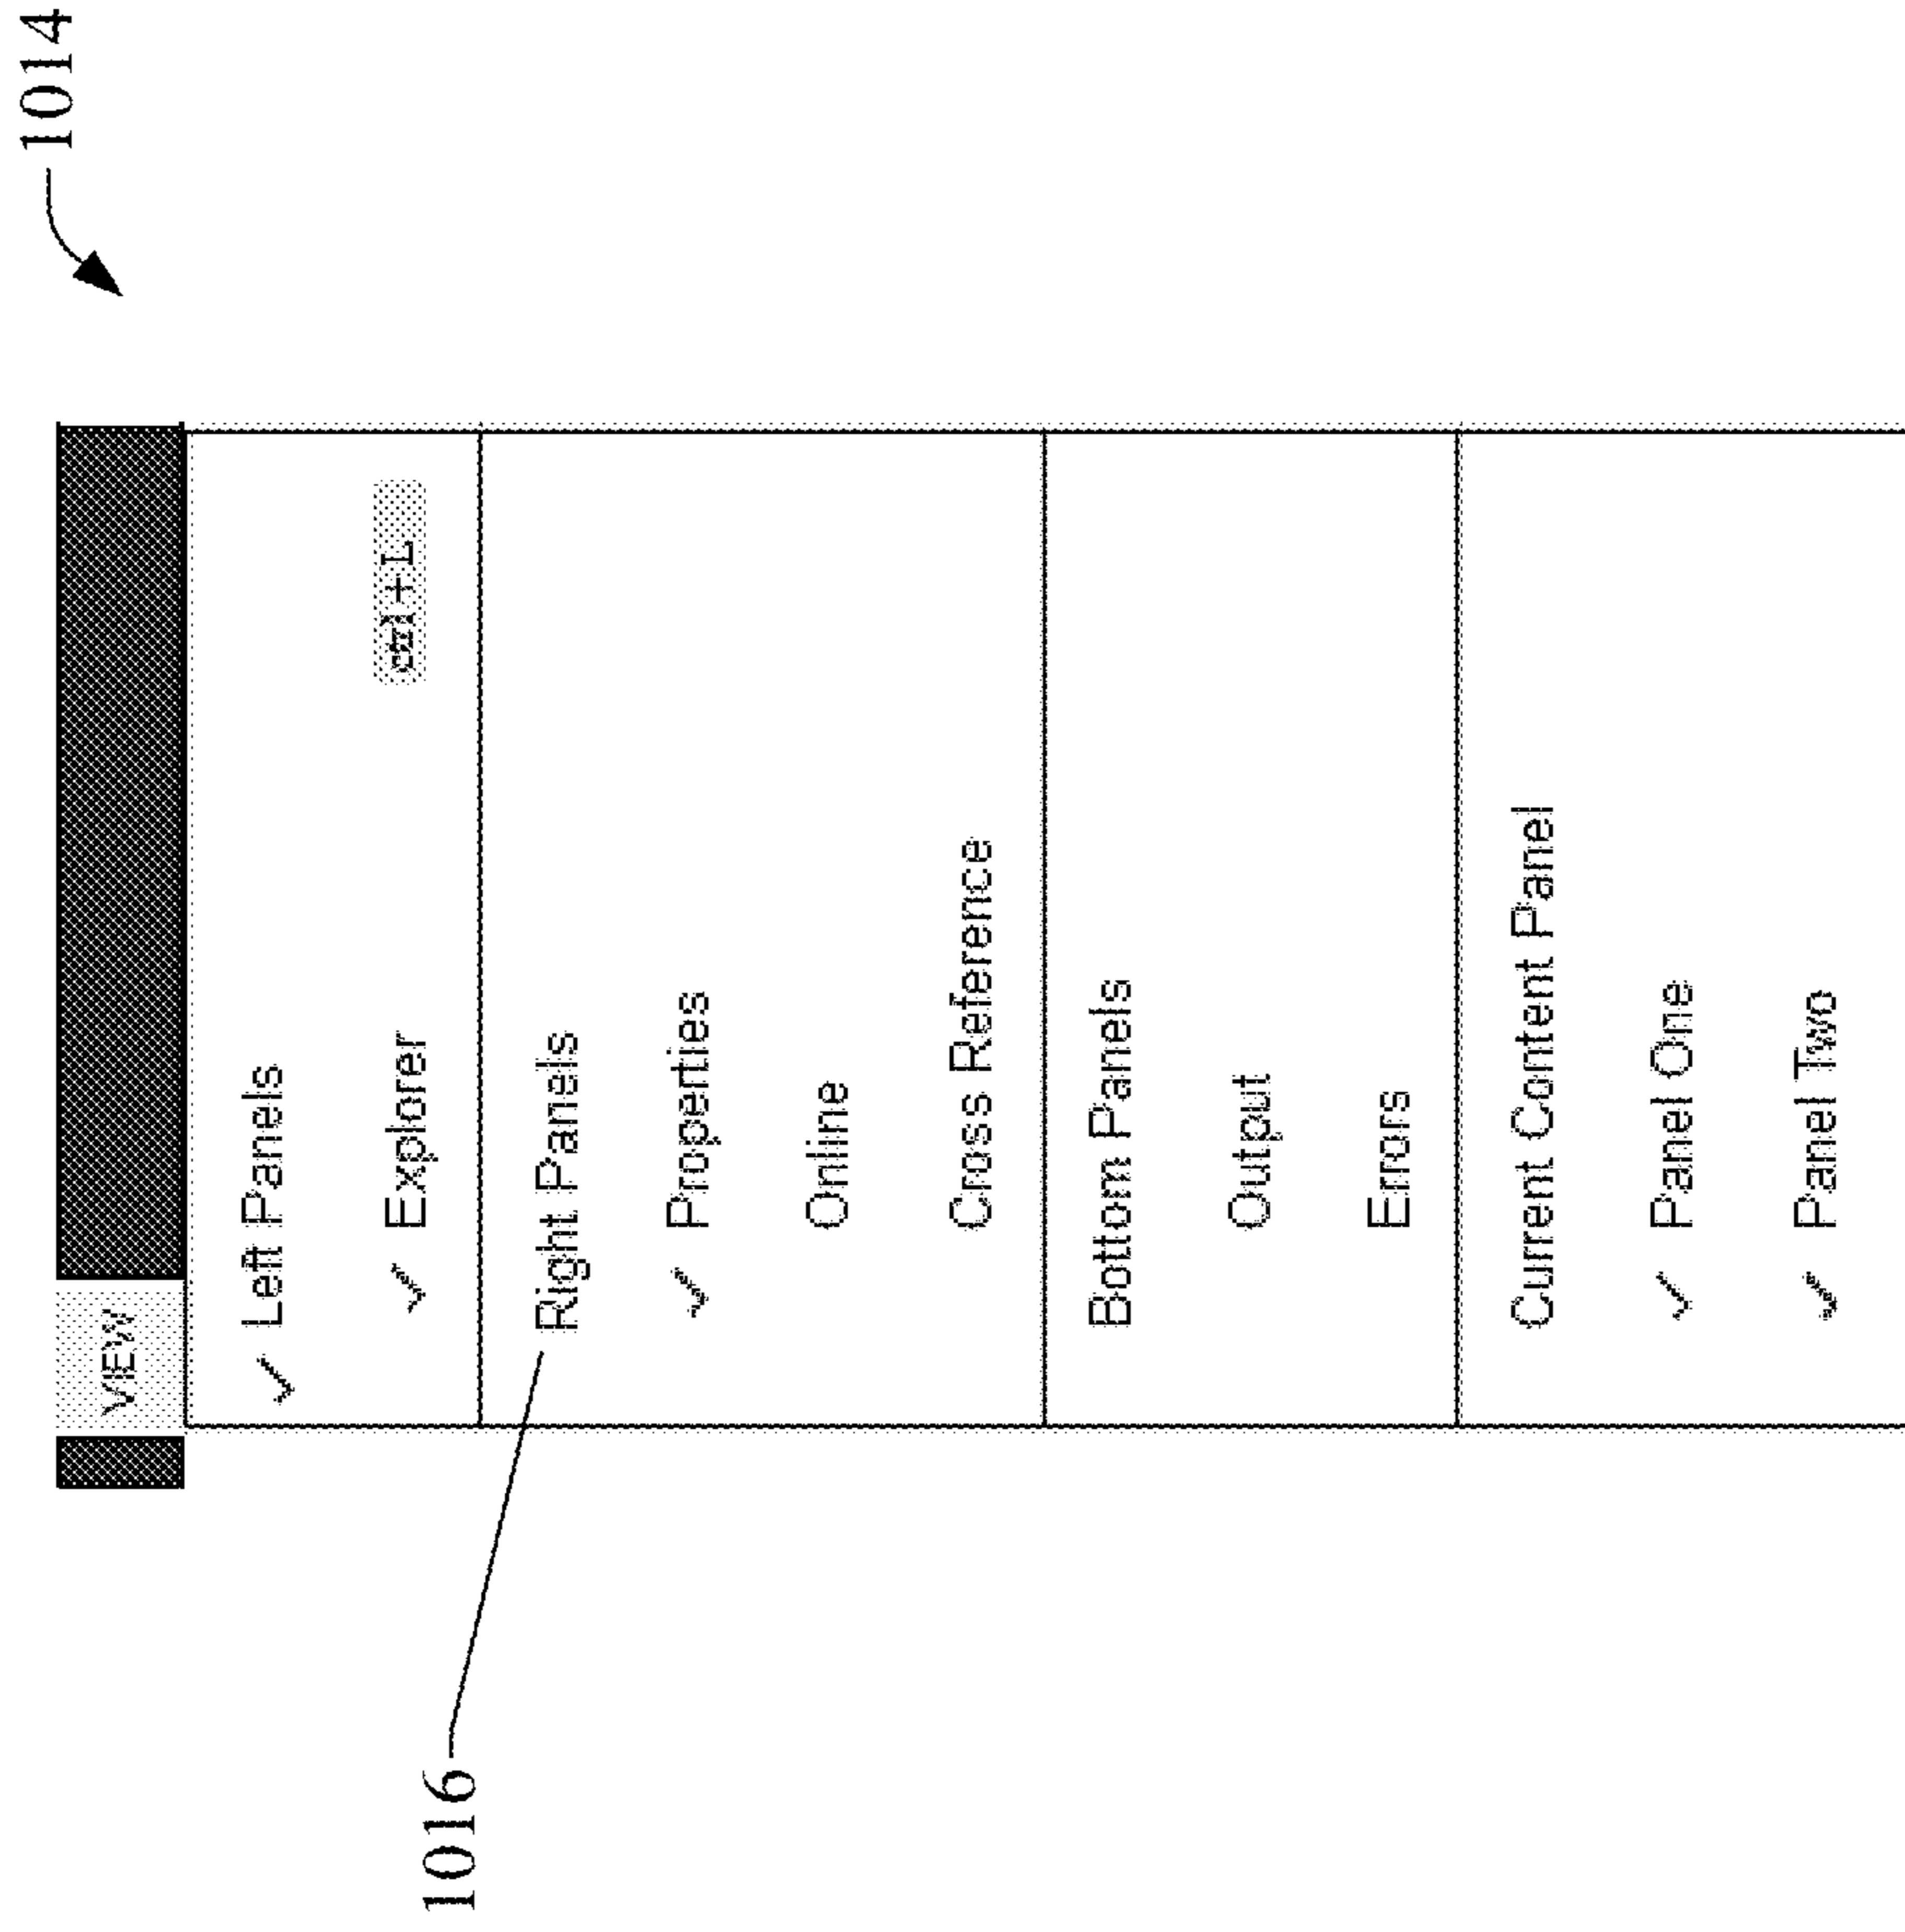 1014
VIEW
Left Panels
Explorer ctrl+L
Right Panels
1016
Properties
Online
Cross Reference
Bottom Panels
Output
Errors
Current Content Panel
Panel One
Panel Two